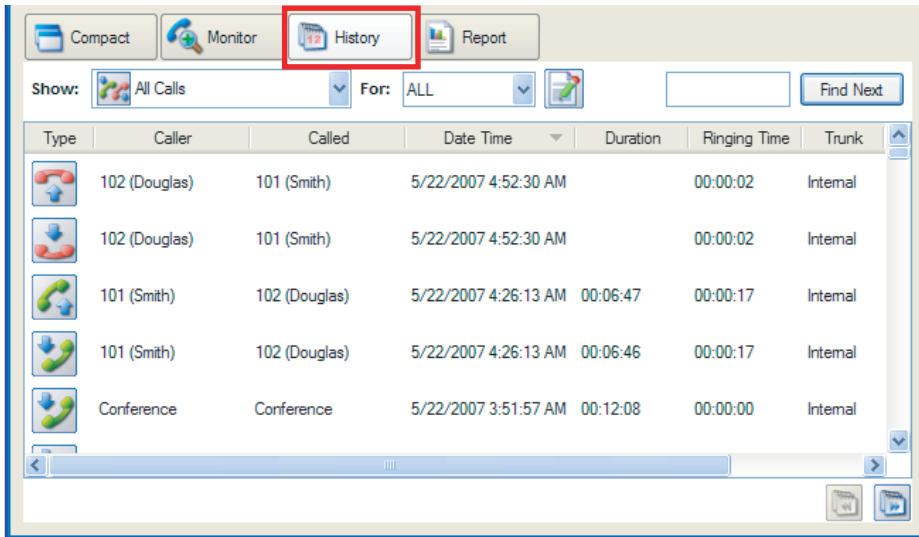 Compact Monitor 12 History Report
Show: All Calls For: ALL Find Next
Type Caller Called Date Time Duration Ringing Time Trunk
102 (Douglas) 101 (Smith) 5/22/2007 4:52:30 AM 00:00:02 Internal
102 (Douglas) 101 (Smith) 5/22/2007 4:52:30 AM 00:00:02 Internal
101 (Smith) 102 (Douglas) 5/22/2007 4:26:13 AM 00:06:47 00:00:17 Internal
101 (Smith) 102 (Douglas) 5/22/2007 4:26:13 AM 00:06:46 00:00:17 Internal
Conference Conference 5/22/2007 3:51:57 AM 00:12:08 00:00:00 Internal